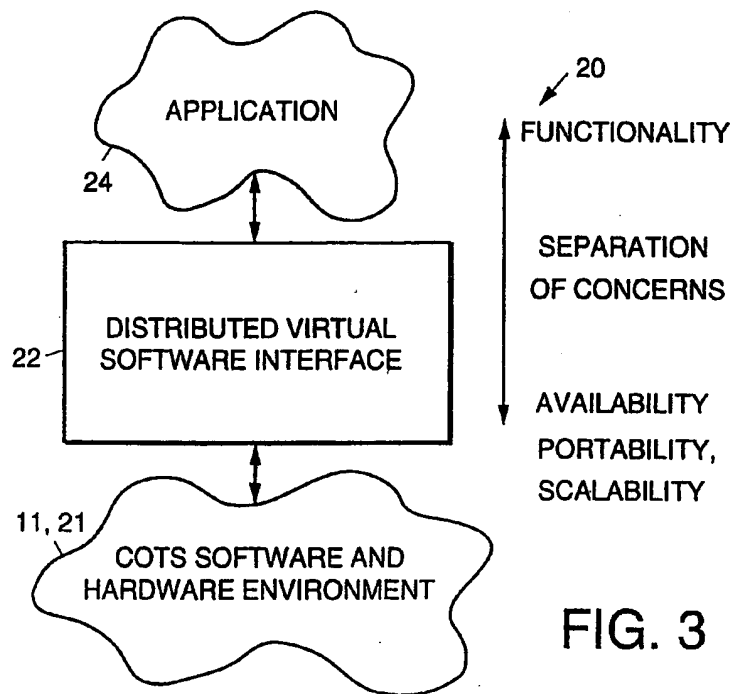 20
APPLICATION
FUNCTIONALITY
24
SEPARATION
OF CONCERNS
DISTRIBUTED VIRTUAL
SOFTWARE INTERFACE
22
AVAILABILITY
PORTABILITY,
SCALABILITY
11, 21
COTS SOFTWARE AND
HARDWARE ENVIRONMENT
FIG. 3